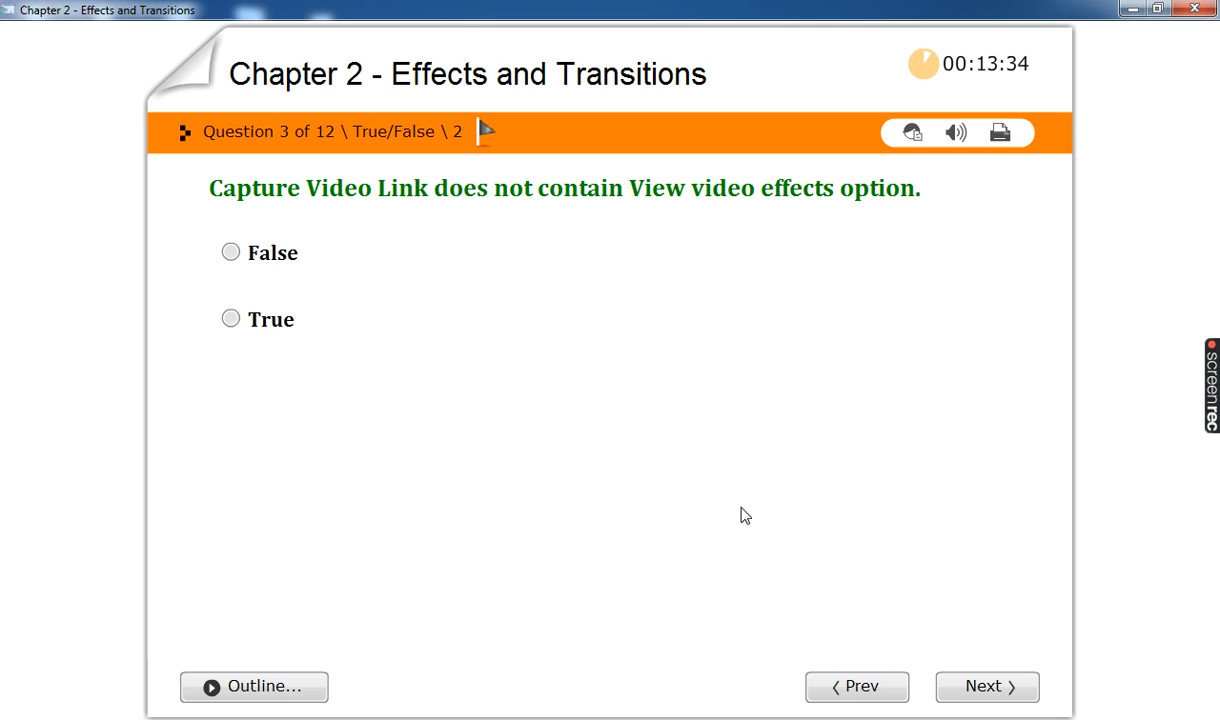 Chapter 2 - Effects and Transitions
Chapter 2 - Effects and Transitions
00:13:34
Question 3 of 12 \ True/False \ 2
Capture Video Link does not contain View video effects option.
False
True
screenrec
Outline...
Prev
Next